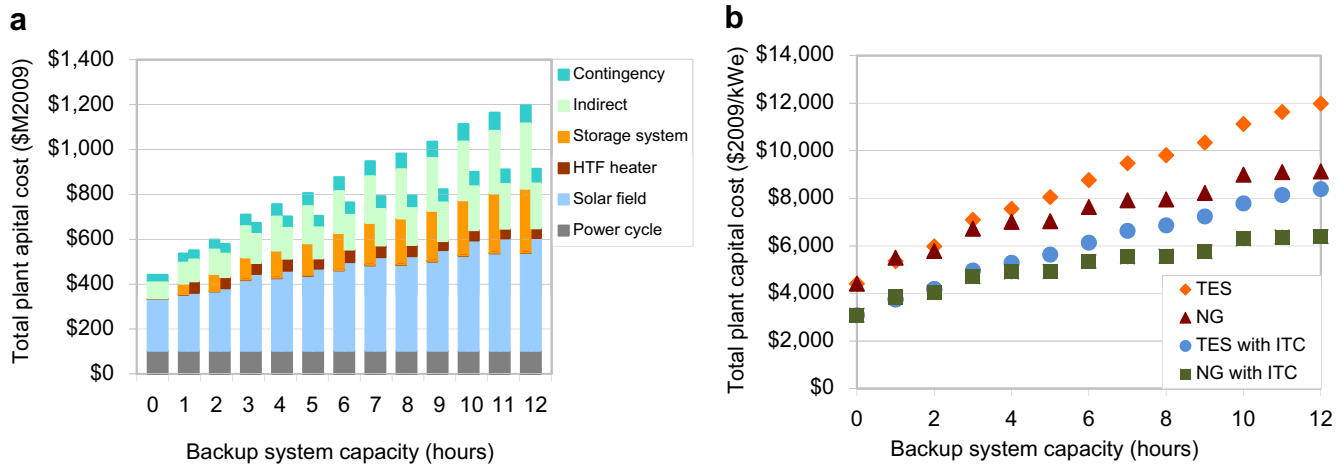 a
Total plant apital cost ($M2009)
$1,400
$1,200
$1,000
$800
$600
$400
$200
$0
0 1 2 3 4 5 6 7 8 9 10 11 12
Backup system capacity (hours)
Contingency
Indirect
Storage system
HTF heater
Solar field
Power cycle
b
Total plant capital cost ($2009/kWe)
$14,000
$12,000
$10,000
$8,000
$6,000
$4,000
$2,000
$0
0 2 4 6 8 10 12
Backup system capacity (hours)
TES
NG
TES with ITC
NG with ITC